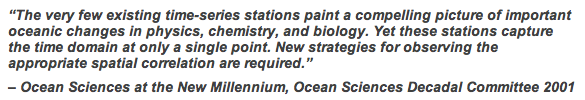 “The very few existing time-series stations paint a compelling picture of important
oceanic changes in physics, chemistry, and biology. Yet these stations capture
the time domain at only a single point. New strategies for observing the
appropriate spatial correlation are required.”
– Ocean Sciences at the New Millennium, Ocean Sciences Decadal Committee 2001